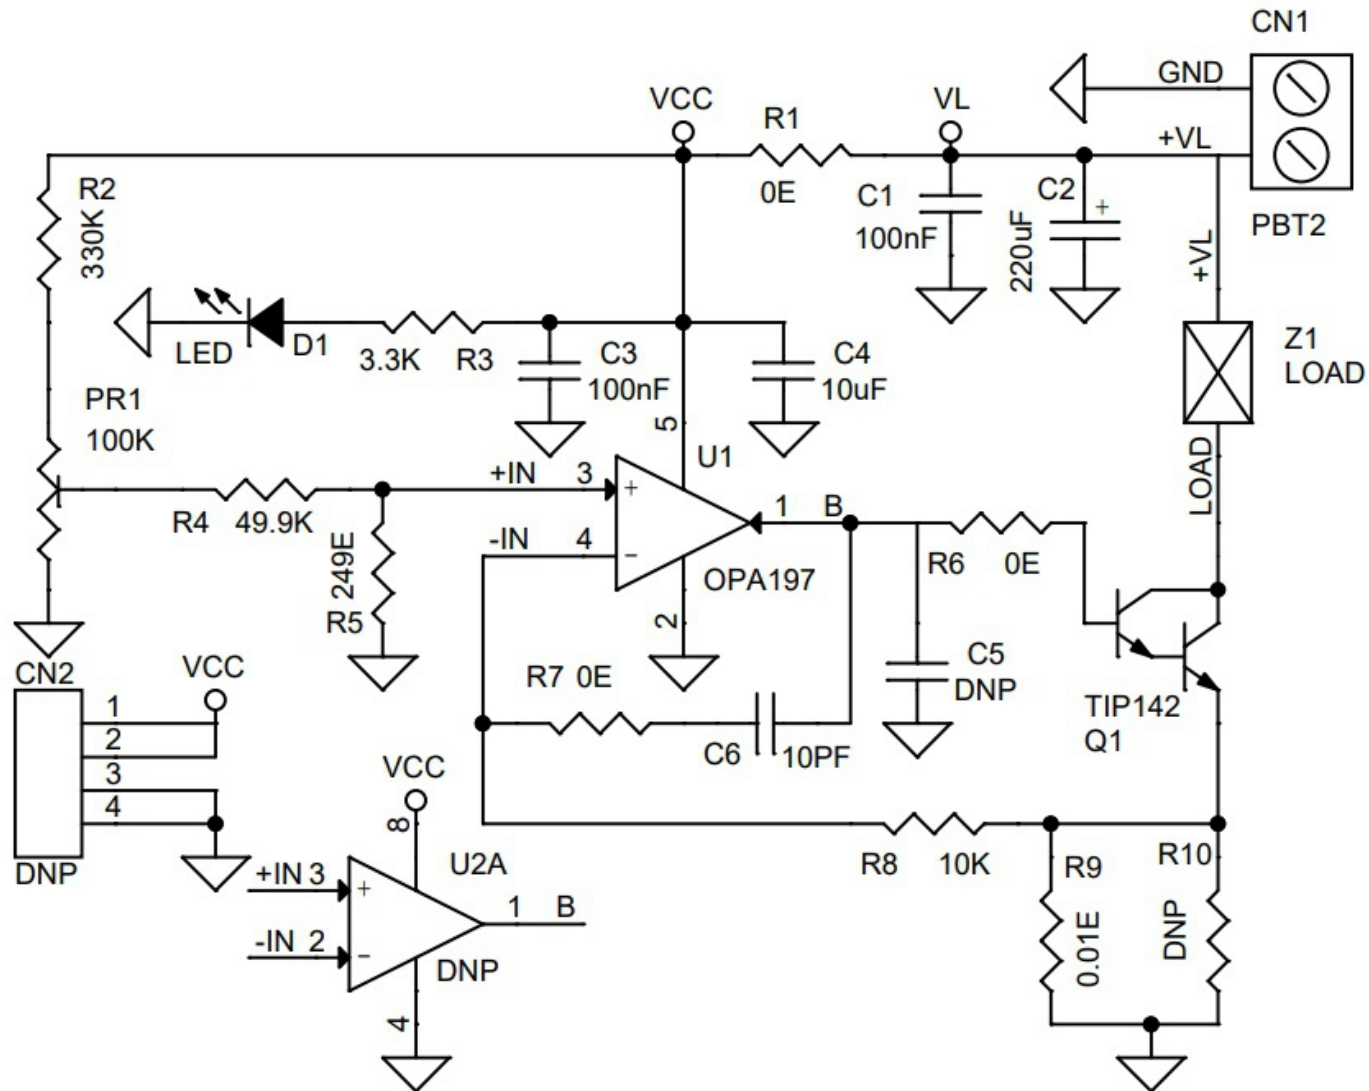 CN1
GND
+VL
PBT2
VCC
R1
0E
VL
C1
100nF
C2
+
220uF
+VL
Z1
LOAD
LOAD
R2
330K
LED
D1
3.3K
R3
C3
100nF
C4
10uF
PR1
100K
5
U1
+IN
3
+
-IN
4
−
1
B
OPA197
2
R4
49.9K
249E
R5
R6
0E
R7 0E
C6
10PF
C5
DNP
TIP142
Q1
CN2
VCC
1
2
3
4
DNP
VCC
8
U2A
+IN 3
+
-IN 2
−
1
B
DNP
4
R8
10K
R9
0.01E
R10
DNP